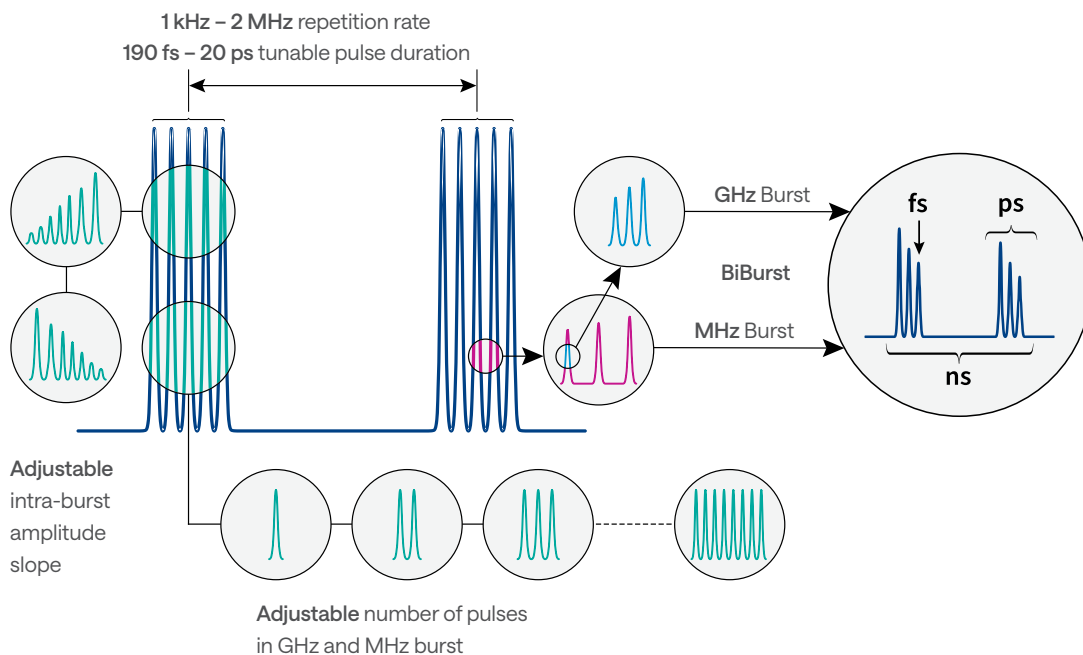 1 kHz – 2 MHz repetition rate
190 fs – 20 ps tunable pulse duration
GHz Burst
BiBurst
MHz Burst
fs
ps
ns
Adjustable
intra-burst
amplitude
slope
Adjustable number of pulses
in GHz and MHz burst